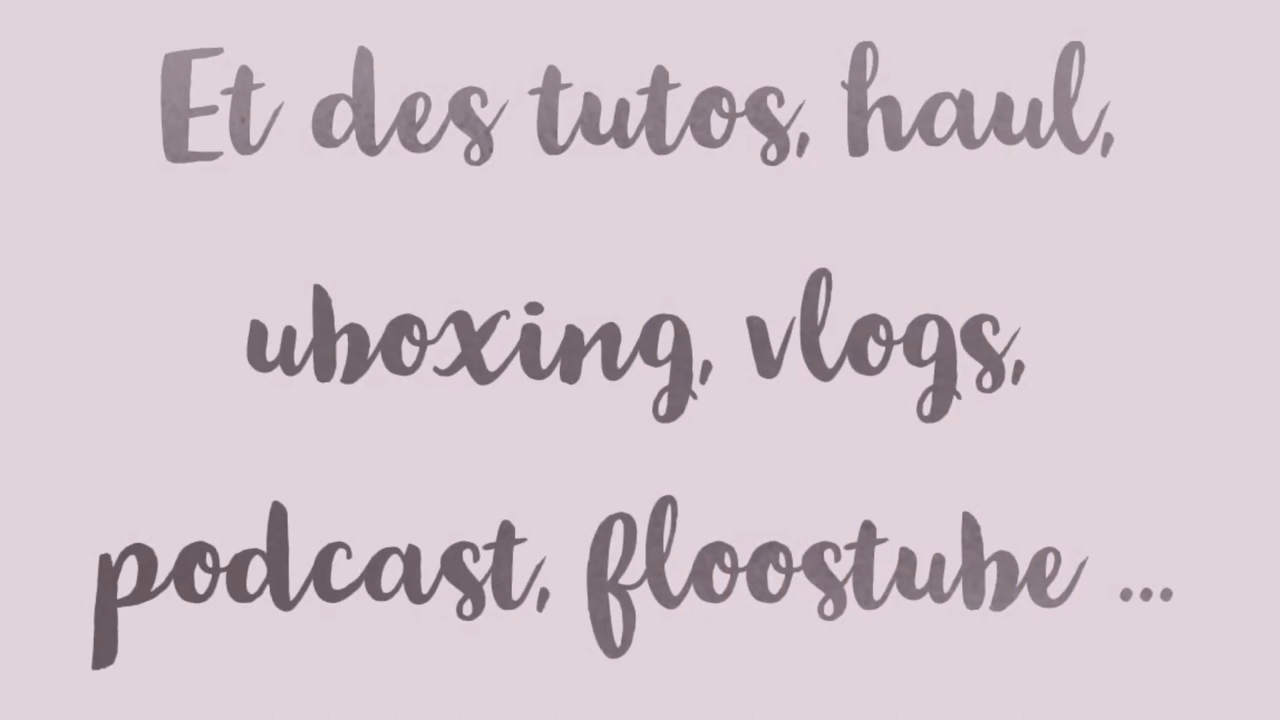 Et des tutos, haul,
uboxing, vlogs,
podcast, floostube ...